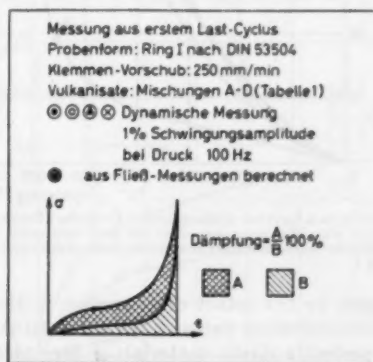 Messung aus erstem Last-Cyclus
Probenform: Ring I nach DIN 53504
Klemmen-Vorschub: 250 mm/min
Vulkanisate: Mischungen A-D (Tabelle 1)
Dynamische Messung
1% Schwingungsamplitude
bei Druck 100 Hz
aus Fließ-Messungen berechnet
σ
Dämpfung = A/B 100%
A B
ε